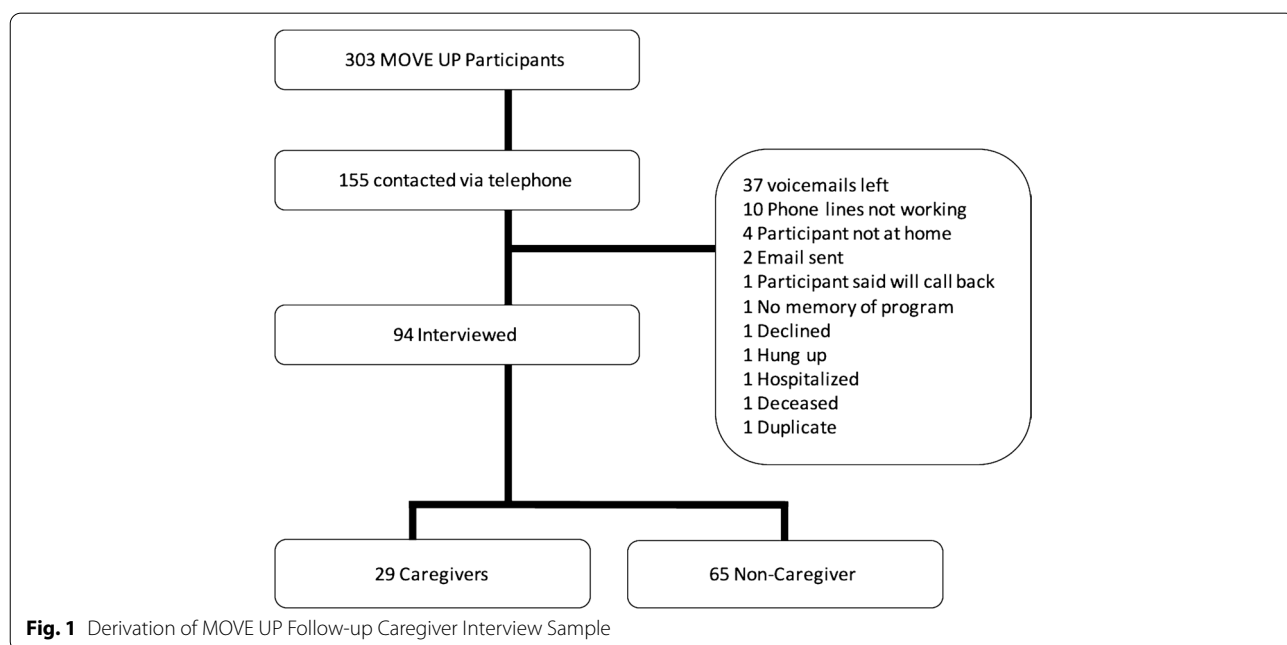 303 MOVE UP Participants
155 contacted via telephone
37 voicemails left
10 Phone lines not working
4 Participant not at home
2 Email sent
1 Participant said will call back
1 No memory of program
1 Declined
1 Hung up
1 Hospitalized
1 Deceased
1 Duplicate
94 Interviewed
29 Caregivers
65 Non-Caregiver
Fig. 1 Derivation of MOVE UP Follow-up Caregiver Interview Sample